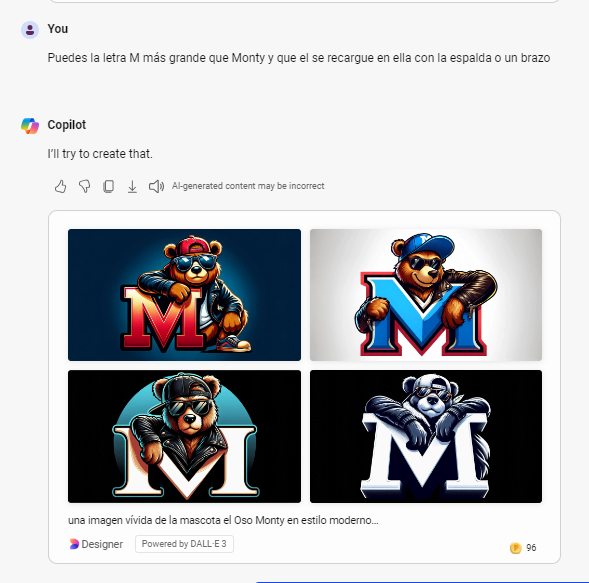 You
Puedes la letra M más grande que Monty y que el se recargue en ella con la espalda o un brazo
Copilot
I'll try to create that.
AI-generated content may be incorrect
M
M
M
M
una imagen vívida de la mascota el Oso Monty en estilo moderno...
Designer Powered by DALL·E 3 96